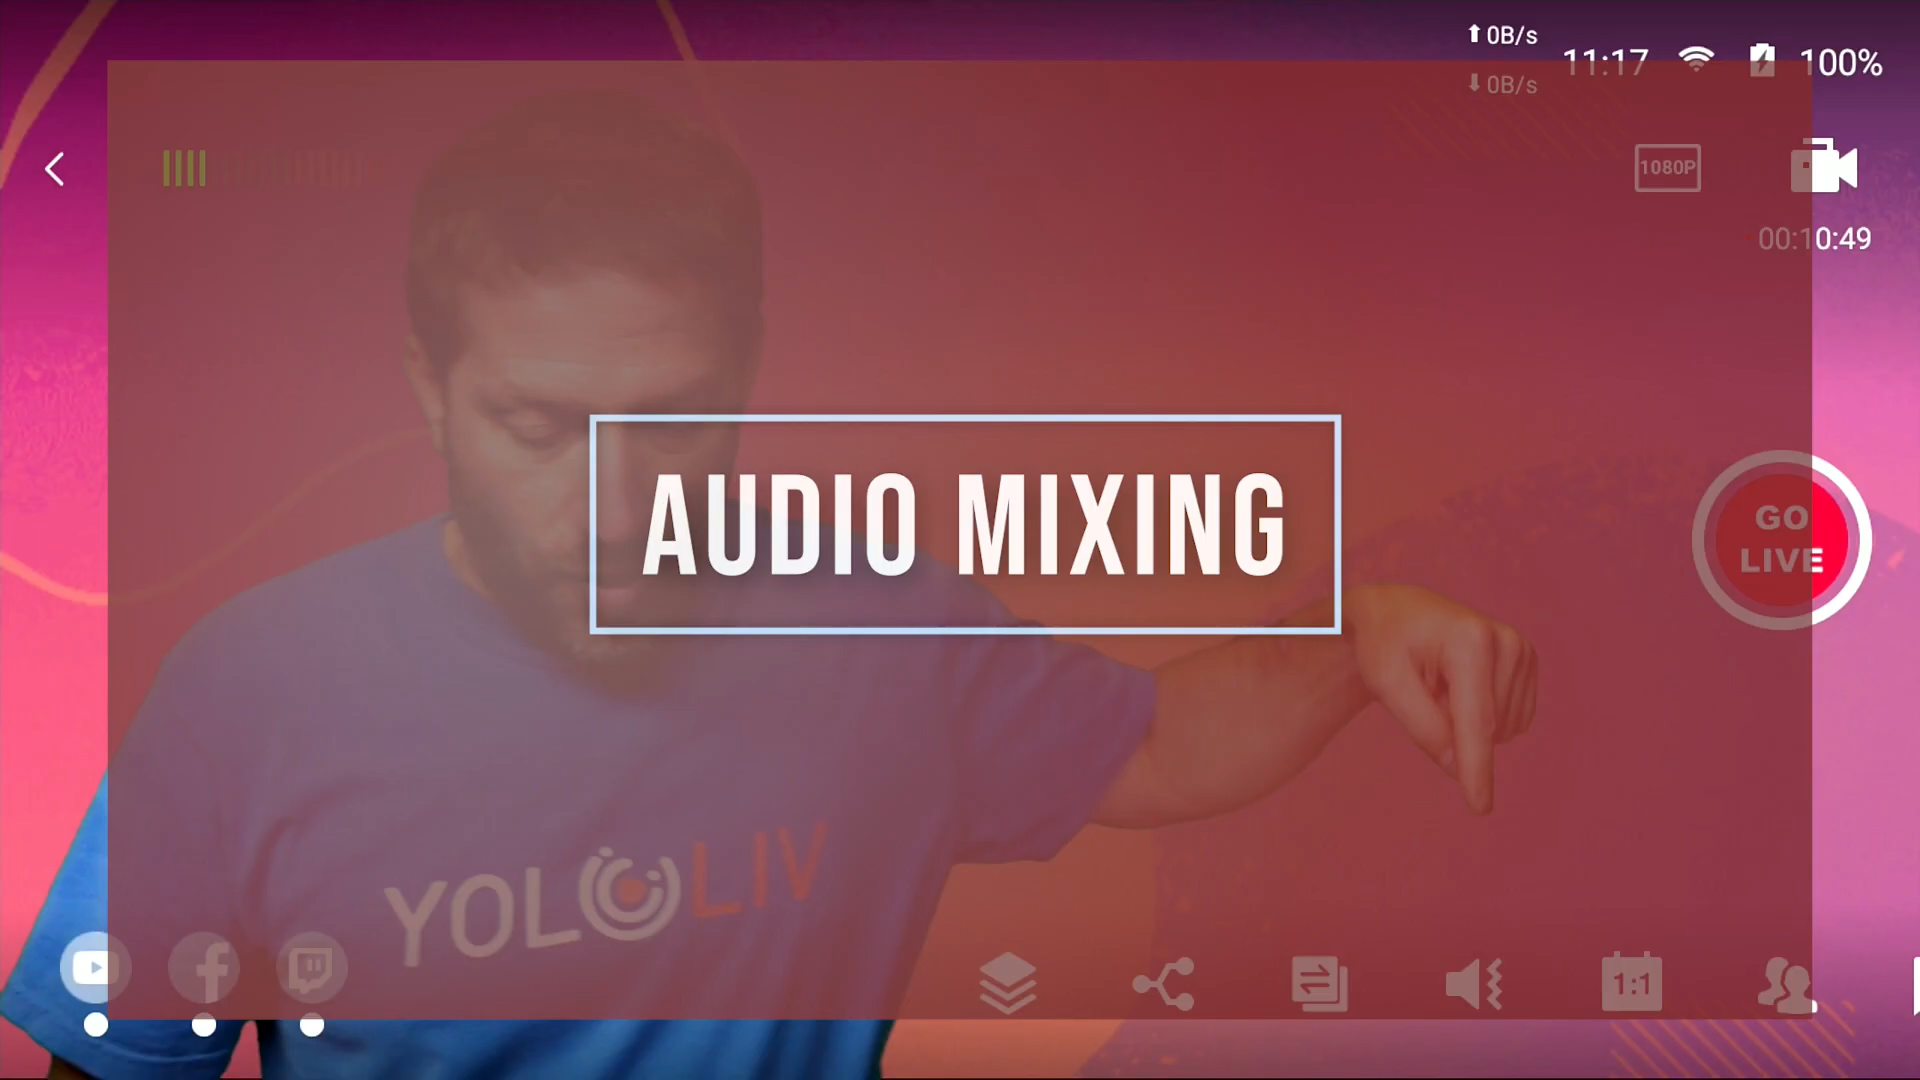 0B/s
0B/s
11:17
100%
1080P
00:10:49
AUDIO MIXING
GO
LIVE
YOLOLIV
1:1